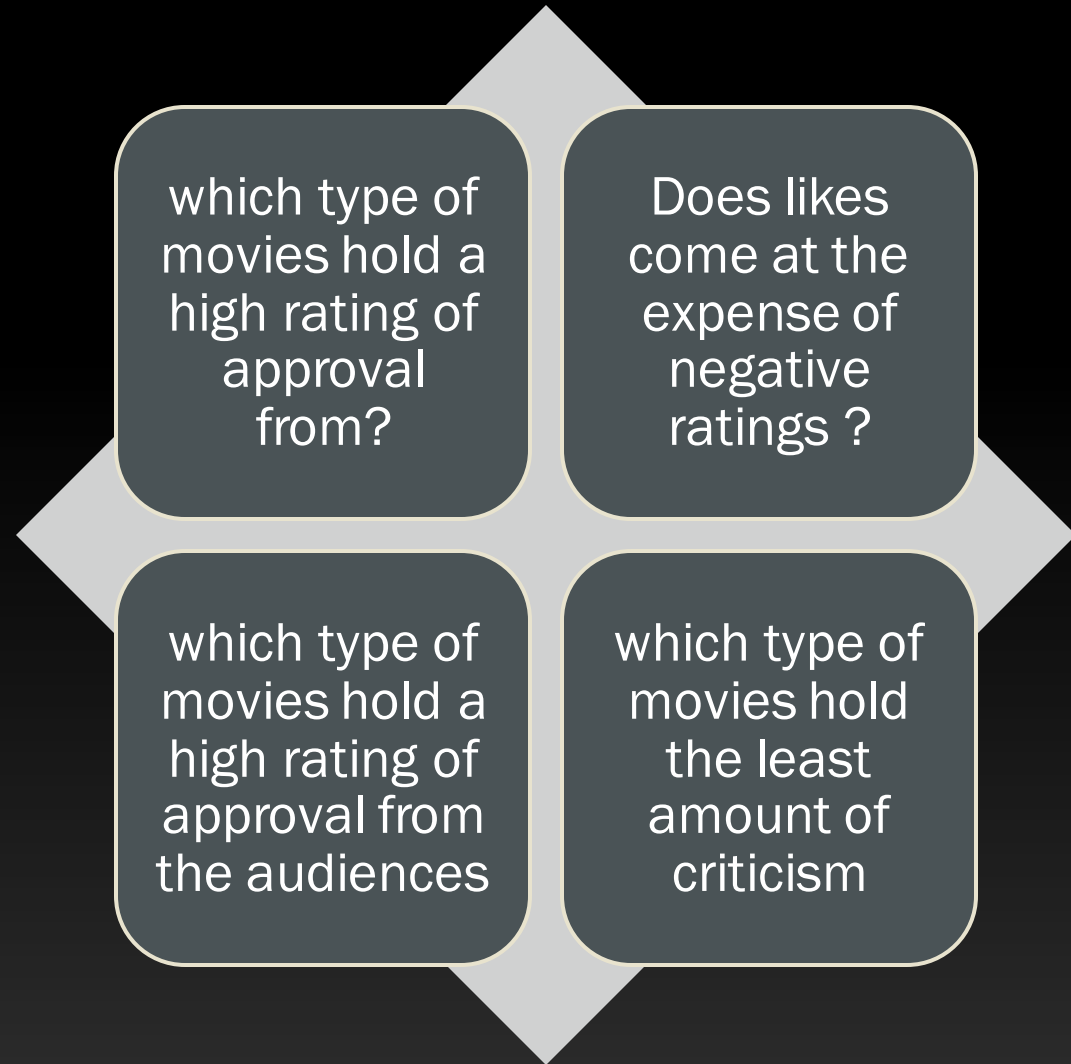 which type of
movies hold a
high rating of
approval
from?
Does likes
come at the
expense of
negative
ratings ?
which type of
movies hold a
high rating of
approval from
the audiences
which type of
movies hold
the least
amount of
criticism